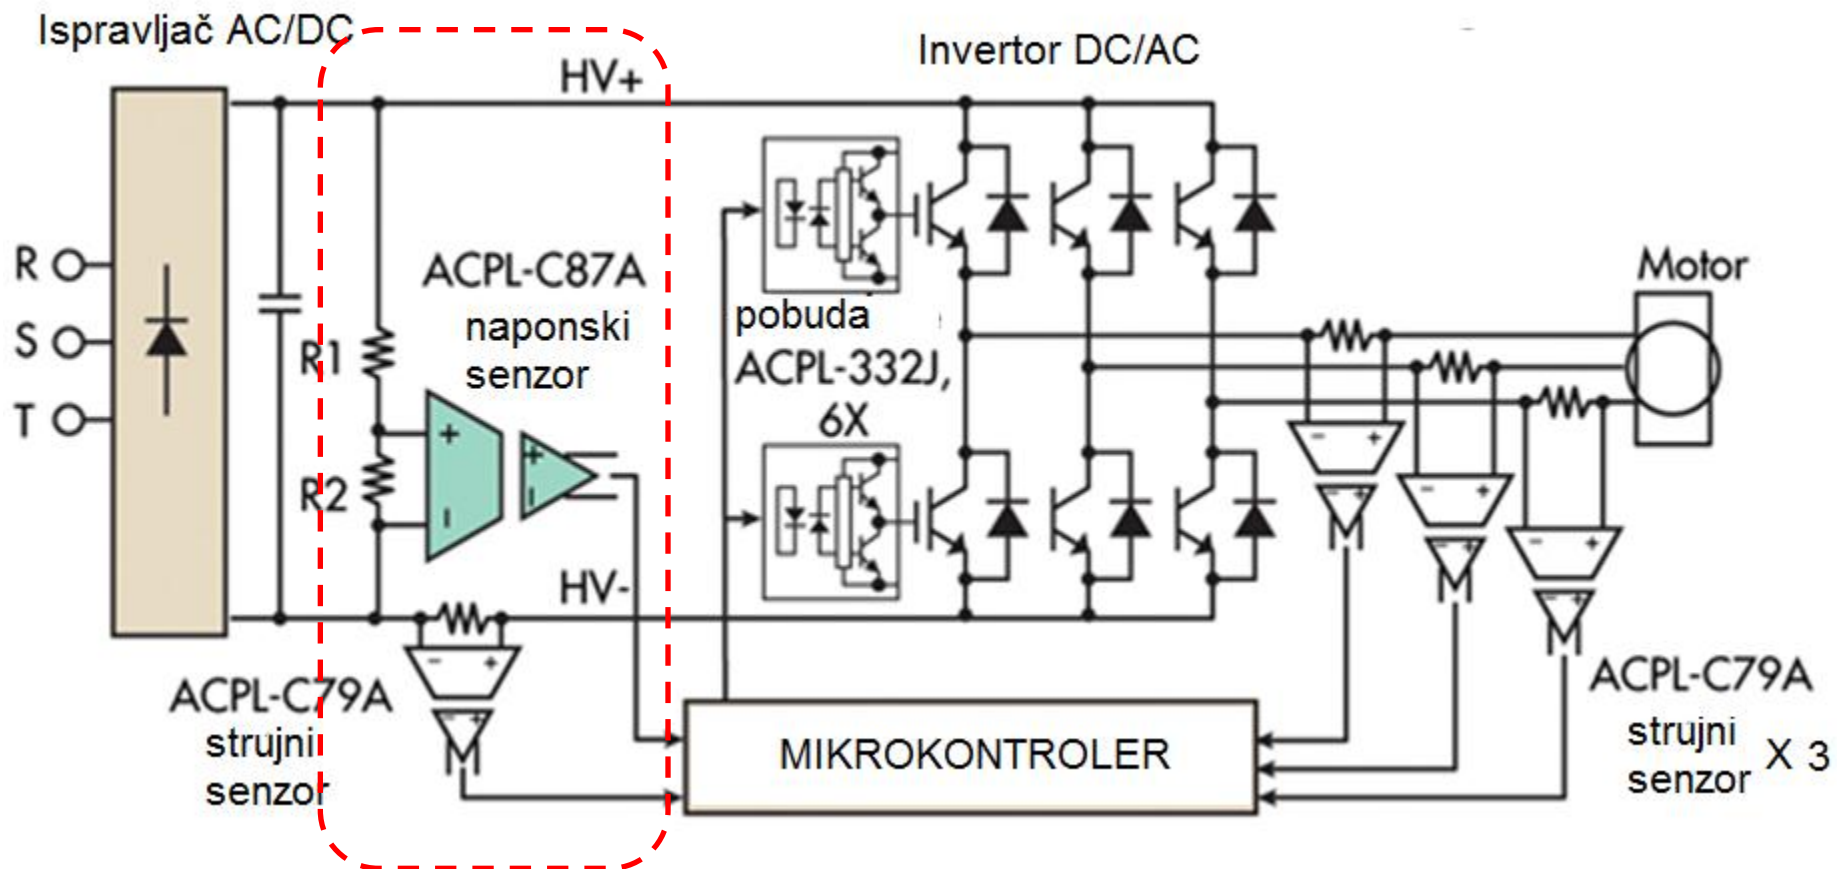 Ispravljač AC/DC
HV+
Invertor DC/AC
R
S
T
R1
R2
ACPL-C87A
naponski
senzor
+
-
+
-
HV-
pobuda
ACPL-332J,
6X
Motor
- +
- +
- +
- +
- +
- +
ACPL-C79A
strujni
senzor
- +
- +
MIKROKONTROLER
ACPL-C79A
strujni
senzor X 3